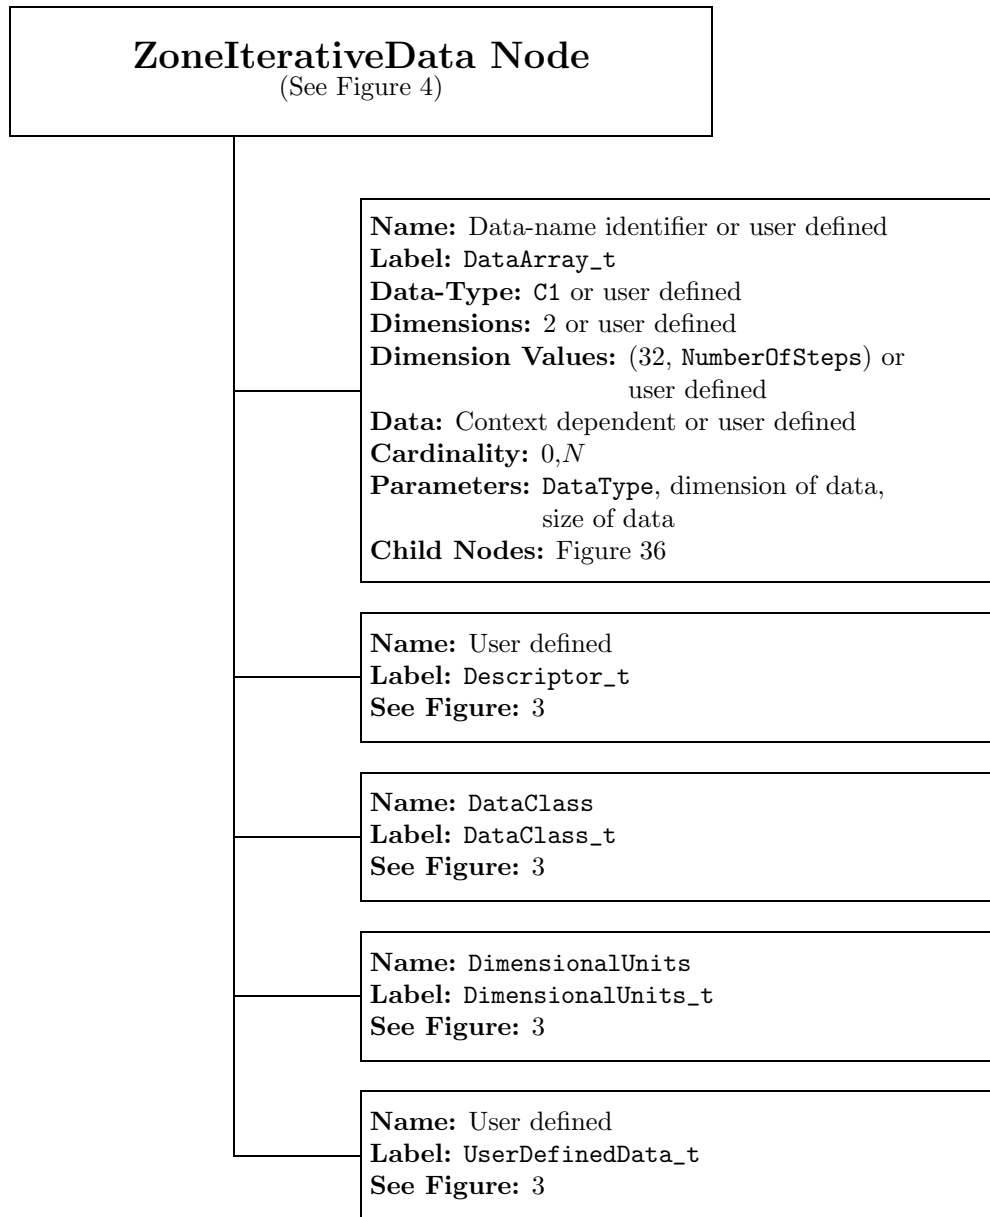 ZoneIterativeData Node
(See Figure 4)
Name: Data-name identifier or user defined
Label: DataArray_t
Data-Type: C1 or user defined
Dimensions: 2 or user defined
Dimension Values: (32, NumberOfSteps) or
user defined
Data: Context dependent or user defined
Cardinality: 0,N
Parameters: DataType, dimension of data,
size of data
Child Nodes: Figure 36
Name: User defined
Label: Descriptor_t
See Figure: 3
Name: DataClass
Label: DataClass_t
See Figure: 3
Name: DimensionalUnits
Label: DimensionalUnits_t
See Figure: 3
Name: User defined
Label: UserDefinedData_t
See Figure: 3